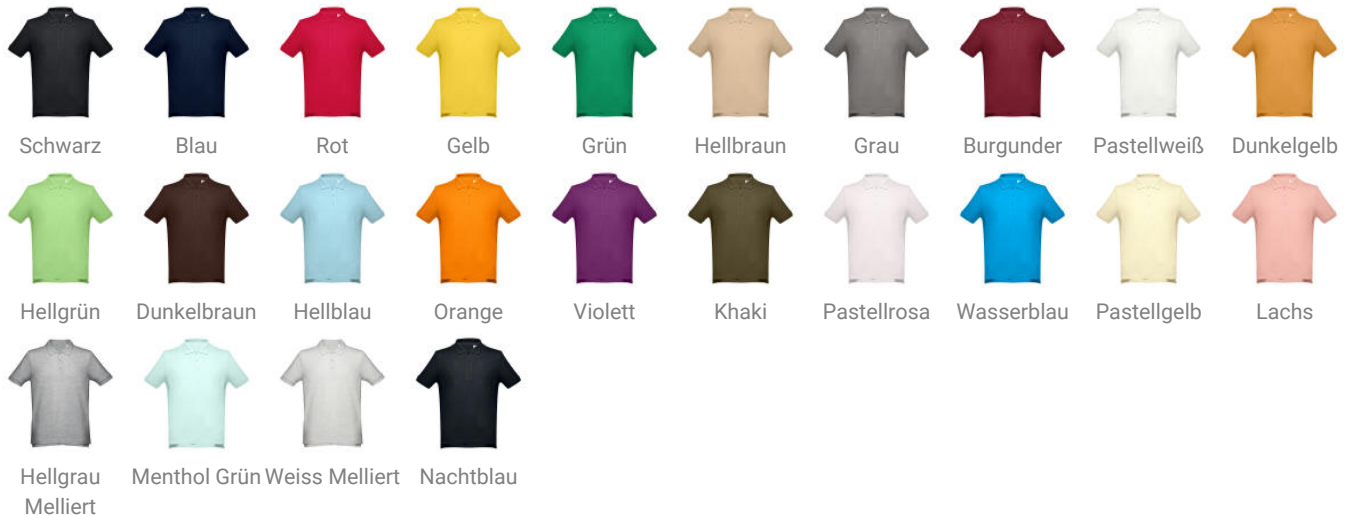 Schwarz Blau Rot Gelb Grün Hellbraun Grau Burgunder Pastellweiß Dunkelgelb
Hellgrün Dunkelbraun Hellblau Orange Violett Khaki Pastellrosa Wasserblau Pastellgelb Lachs
Hellgrau Menthol Grün Weiss Melliert Nachtblau
Melliert